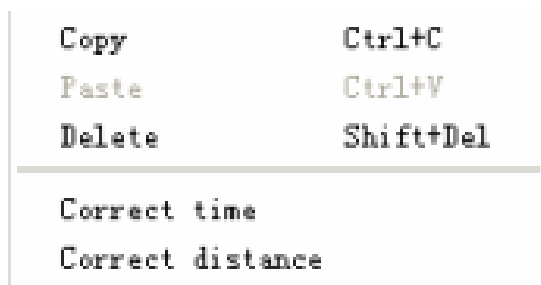 Copy Ctrl+C
Paste Ctrl+V
Delete Shift+Del
Correct time
Correct distance